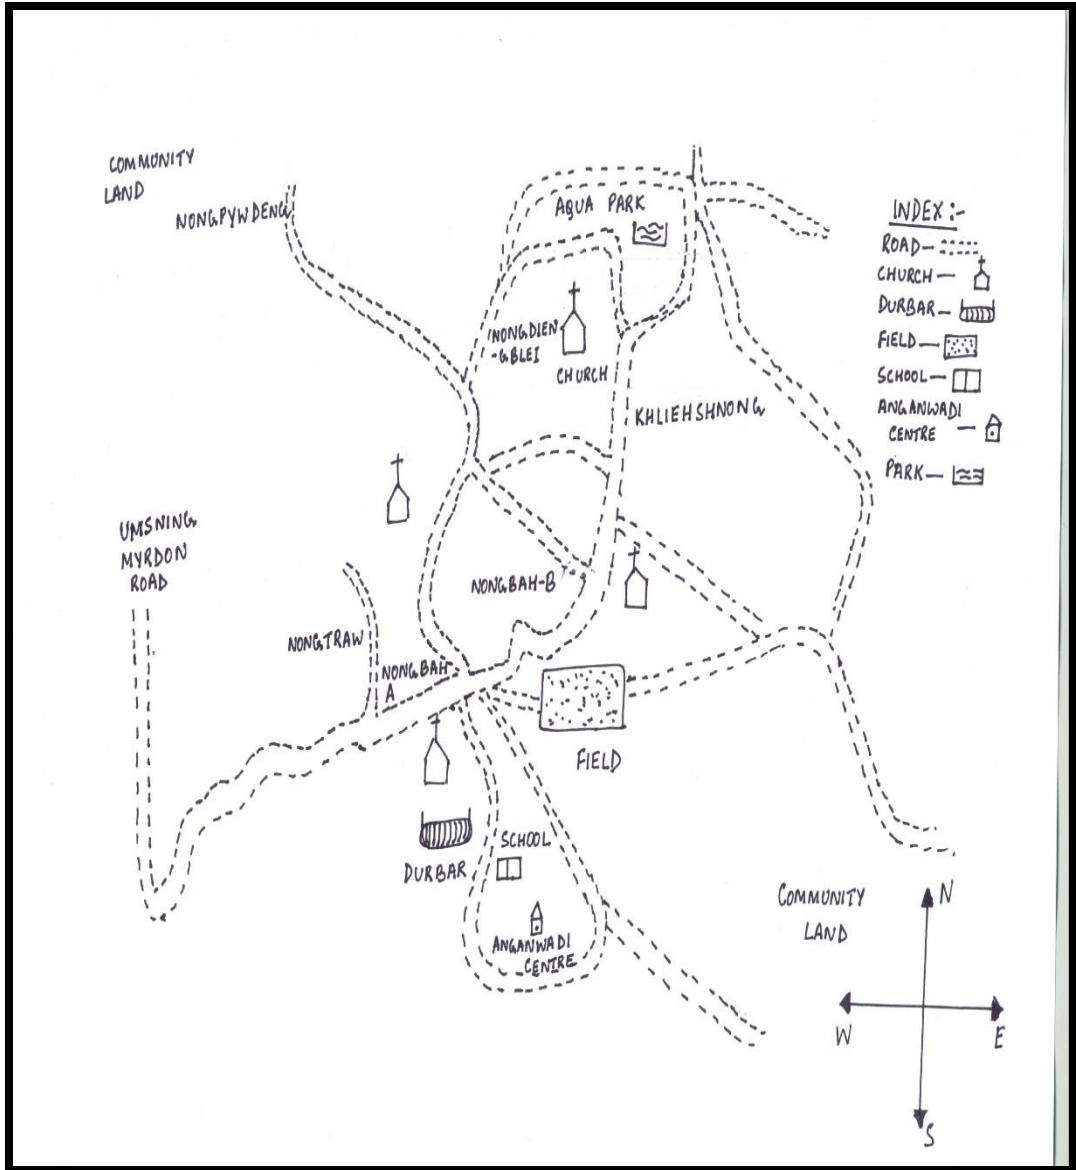 COMMUNITY
LAND
NONGPYWDENG
AQUA PARK
INDEX :-
ROAD-
CHURCH-
DURBAR-
FIELD-
SCHOOL-
ANGANWADI
CENTRE -
PARK-
NONGDIEN
-GBLEI
CHURCH
KHLIEHSHNONG
UMSNING
MYRDON
ROAD
NONGBAH-B
NONGTRAW
NONGBAH
A
FIELD
SCHOOL
DURBAR
ANGANWADI
CENTRE
COMMUNITY
LAND
N
W
E
S